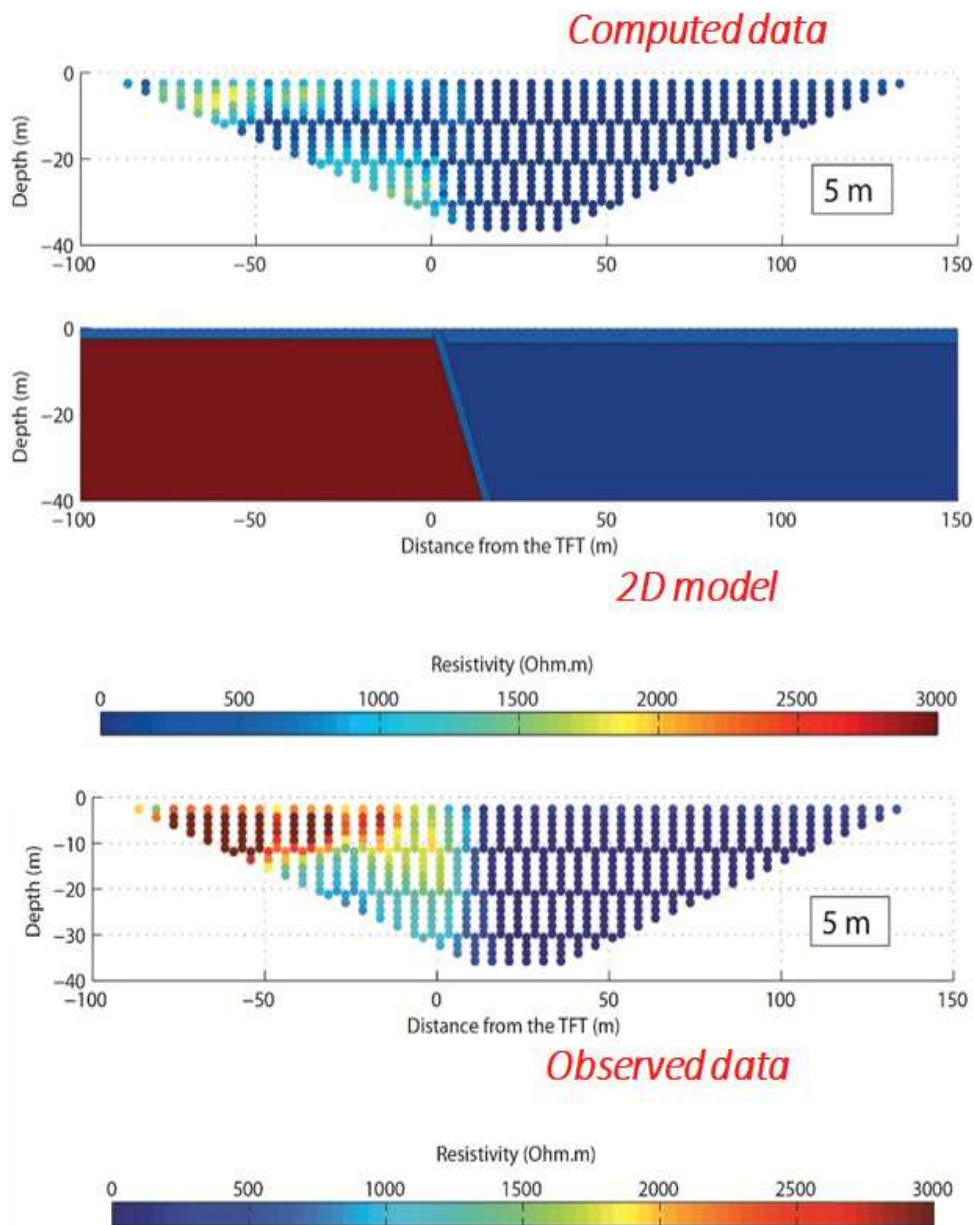 Computed data
0
−20
−40
Depth (m)
5 m
−100 −50 0 50 100 150
0
−20
−40
Depth (m)
−100 −50 0 50 100 150
Distance from the TFT (m)
2D model
Resistivity (Ohm.m)
0 500 1000 1500 2000 2500 3000
0
−10
−20
−30
−40
Depth (m)
5 m
−100 −50 0 50 100 150
Distance from the TFT (m)
Observed data
Resistivity (Ohm.m)
0 500 1000 1500 2000 2500 3000